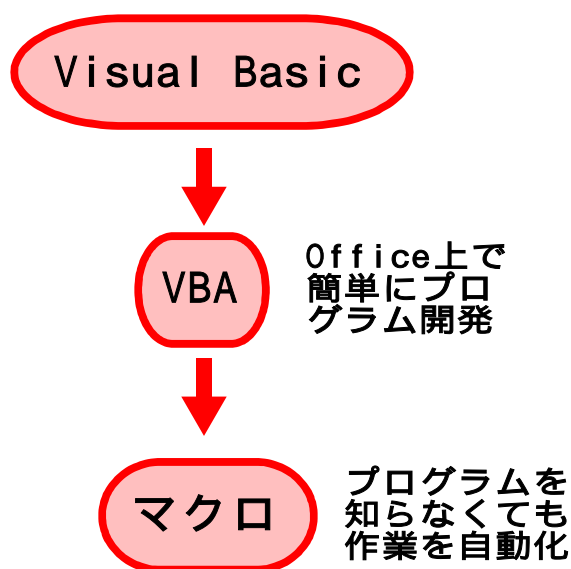 Visual Basic
VBA
Office上で
簡単にプロ
グラム開発
マクロ
プログラムを
知らなくても
作業を自動化